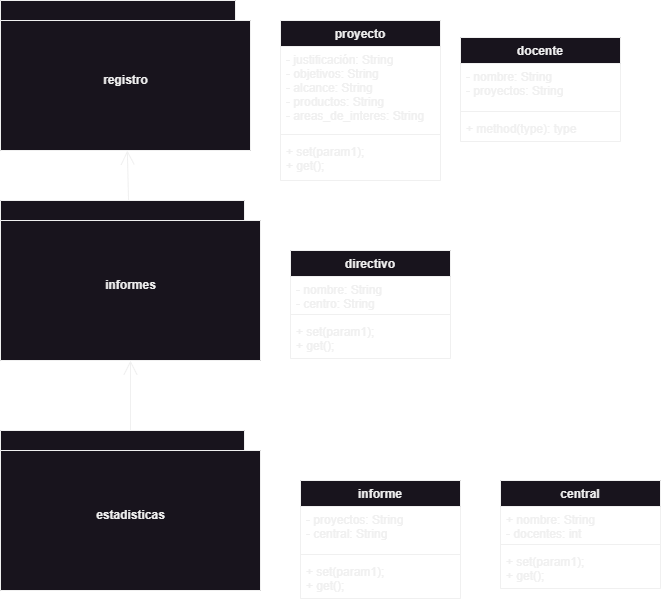 registro
proyecto
- justificación: String
- objetivos: String
- alcance: String
- productos: String
- areas_de_interes: String
+ set(param1);
+ get();
docente
- nombre: String
- proyectos: String
+ method(type): type
informes
directivo
- nombre: String
- centro: String
+ set(param1);
+ get();
estadisticas
informe
- proyectos: String
- central: String
+ set(param1);
+ get();
central
+ nombre: String
- docentes: int
+ set(param1);
+ get();